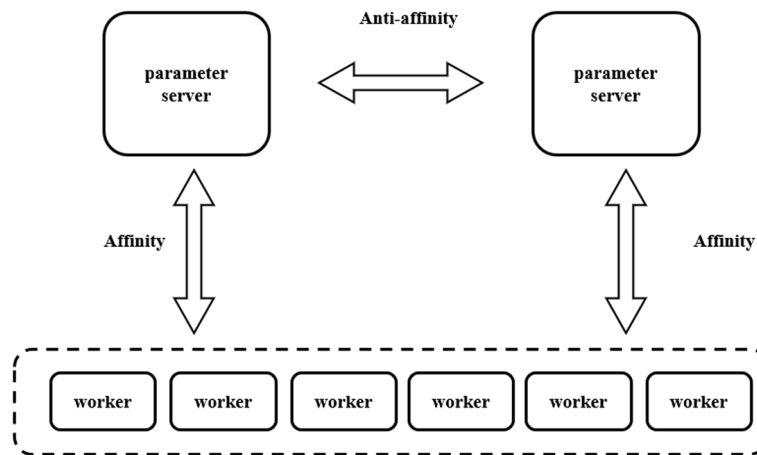 Anti-affinity
parameter
server
parameter
server
Affinity
Affinity
worker
worker
worker
worker
worker
worker